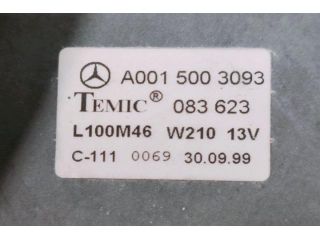 A001 500 3093
TEMIC® 083 623
L100M46 W210 13V
C-111 0069 30.09.99